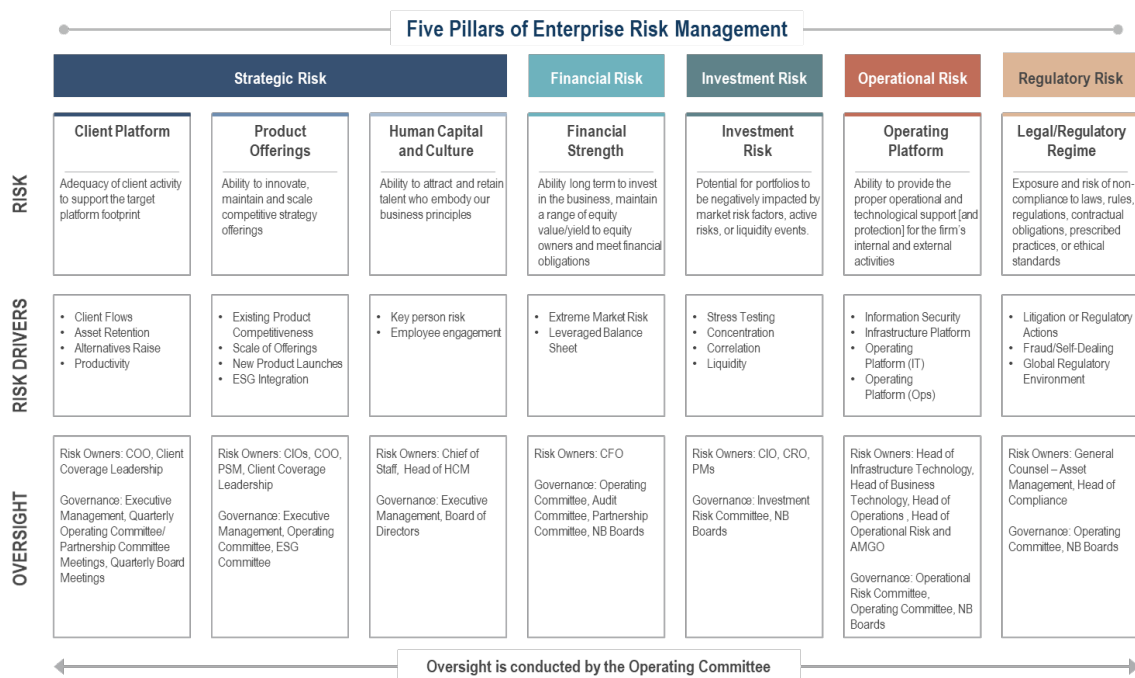 Five Pillars of Enterprise Risk Management
Strategic Risk
Financial Risk
Investment Risk
Operational Risk
Regulatory Risk
RISK
Client Platform
Adequacy of client activity
to support the target
platform footprint
Product
Offerings
Ability to innovate,
maintain and scale
competitive strategy
offerings
Human Capital
and Culture
Ability to attract and retain
talent who embody our
business principles
Financial
Strength
Ability long term to invest
in the business, maintain
a range of equity
value/yield to equity
owners and meet financial
obligations
Investment
Risk
Potential for portfolios to
be negatively impacted by
market risk factors, active
risks, or liquidity events.
Operating
Platform
Ability to provide the
proper operational and
technological support [and
protection] for the firm's
internal and external
activities
Legal/Regulatory
Regime
Exposure and risk of non-
compliance to laws, rules,
regulations, contractual
obligations, prescribed
practices, or ethical
standards
RISK DRIVERS
• Client Flows
• Asset Retention
• Alternatives Raise
• Productivity
• Existing Product
Competitiveness
• Scale of Offerings
• New Product Launches
• ESG Integration
• Key person risk
• Employee engagement
• Extreme Market Risk
• Leveraged Balance
Sheet
• Stress Testing
• Concentration
• Correlation
• Liquidity
• Information Security
• Infrastructure Platform
• Operating
Platform (IT)
• Operating
Platform (Ops)
• Litigation or Regulatory
Actions
• Fraud/Self-Dealing
• Global Regulatory
Environment
OVERSIGHT
Risk Owners: COO, Client
Coverage Leadership
Governance: Executive
Management, Quarterly
Operating Committee/
Partnership Committee
Meetings, Quarterly Board
Meetings
Risk Owners: CIOs, COO,
PSM, Client Coverage
Leadership
Governance: Executive
Management, Operating
Committee, ESG
Committee
Risk Owners: Chief of
Staff, Head of HCM
Governance: Executive
Management, Board of
Directors
Risk Owners: CFO
Governance: Operating
Committee, Audit
Committee, Partnership
Committee, NB Boards
Risk Owners: CIO, CRO,
PMs
Governance: Investment
Risk Committee, NB
Boards
Risk Owners: Head of
Infrastructure Technology,
Head of Business
Technology, Head of
Operations , Head of
Operational Risk and
AMGO
Governance: Operational
Risk Committee,
Operating Committee, NB
Boards
Risk Owners: General
Counsel – Asset
Management, Head of
Compliance
Governance: Operating
Committee, NB Boards
Oversight is conducted by the Operating Committee